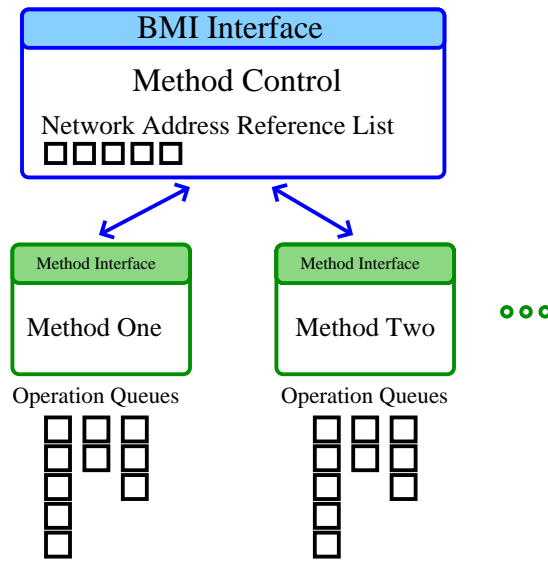 BMI Interface
Method Control
Network Address Reference List
Method Interface
Method Interface
Method One
Method Two
Operation Queues
Operation Queues